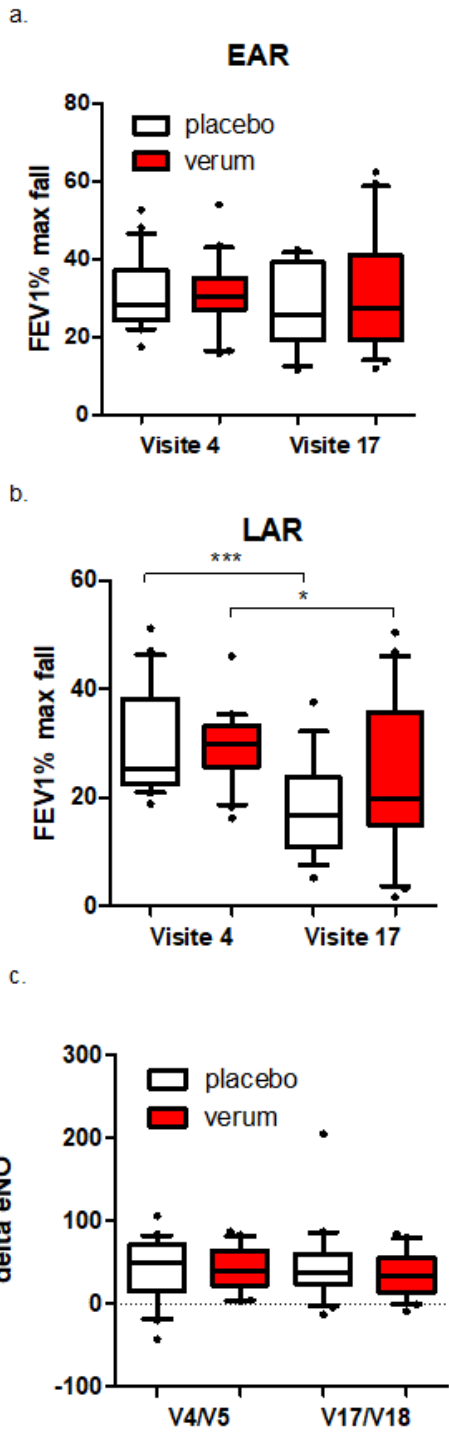 a.
EAR
80
placebo
verum
60
40
20
0
FEV1% max fall
Visite 4
Visite 17
b.
LAR
***
*
60
40
20
0
FEV1% max fall
Visite 4
Visite 17
c.
300
placebo
verum
200
100
0
-100
delta eNO
V4/V5
V17/V18